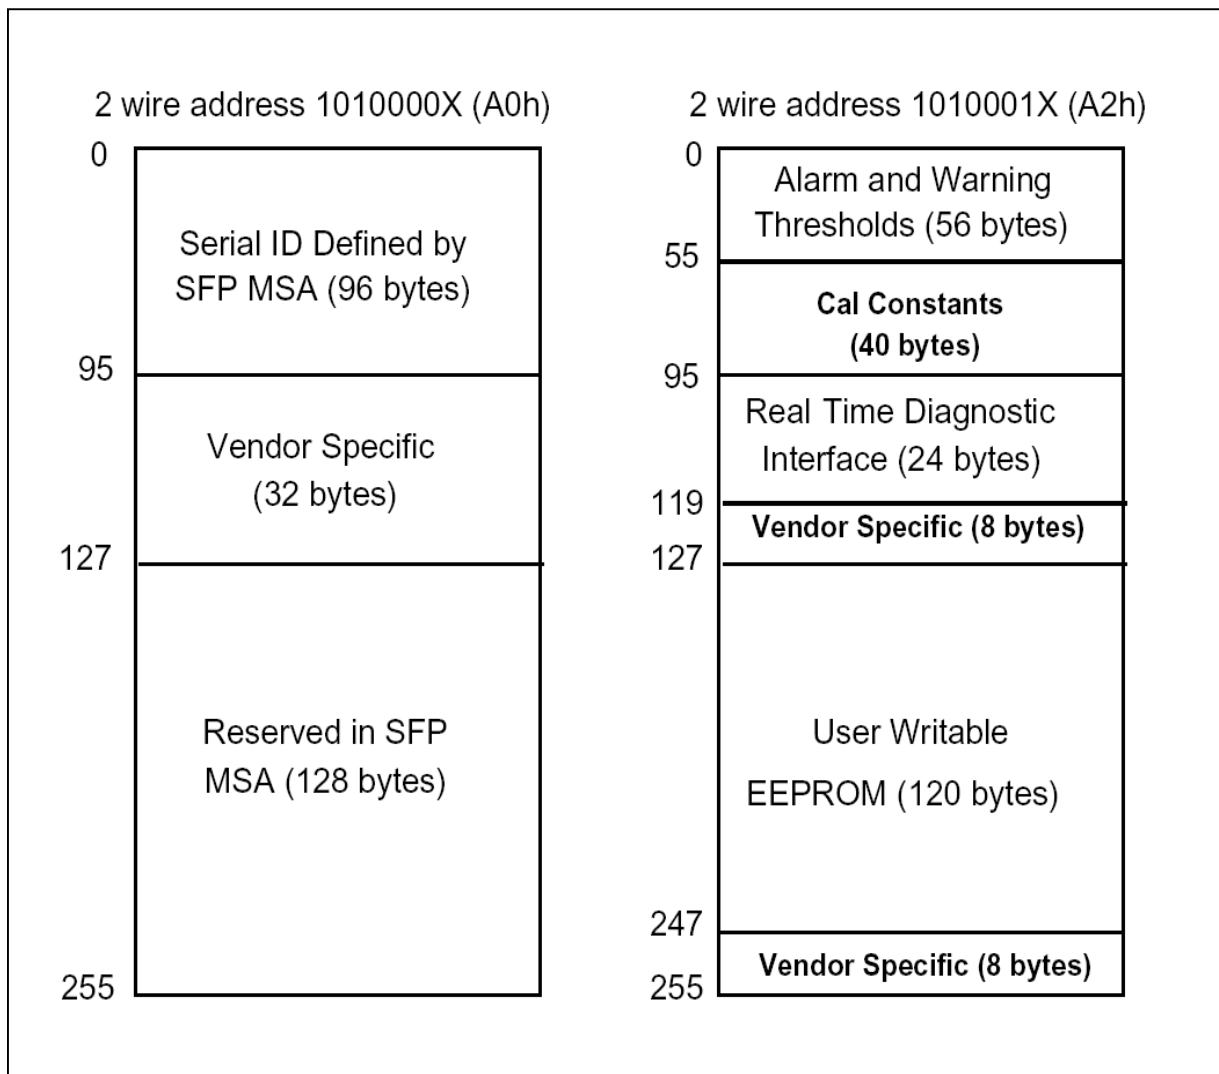 2 wire address 1010000X (A0h)
0
Serial ID Defined by
SFP MSA (96 bytes)
95
Vendor Specific
(32 bytes)
127
Reserved in SFP
MSA (128 bytes)
255
2 wire address 1010001X (A2h)
0
Alarm and Warning
Thresholds (56 bytes)
55
Cal Constants
(40 bytes)
95
Real Time Diagnostic
Interface (24 bytes)
119
Vendor Specific (8 bytes)
127
User Writable
EEPROM (120 bytes)
247
Vendor Specific (8 bytes)
255